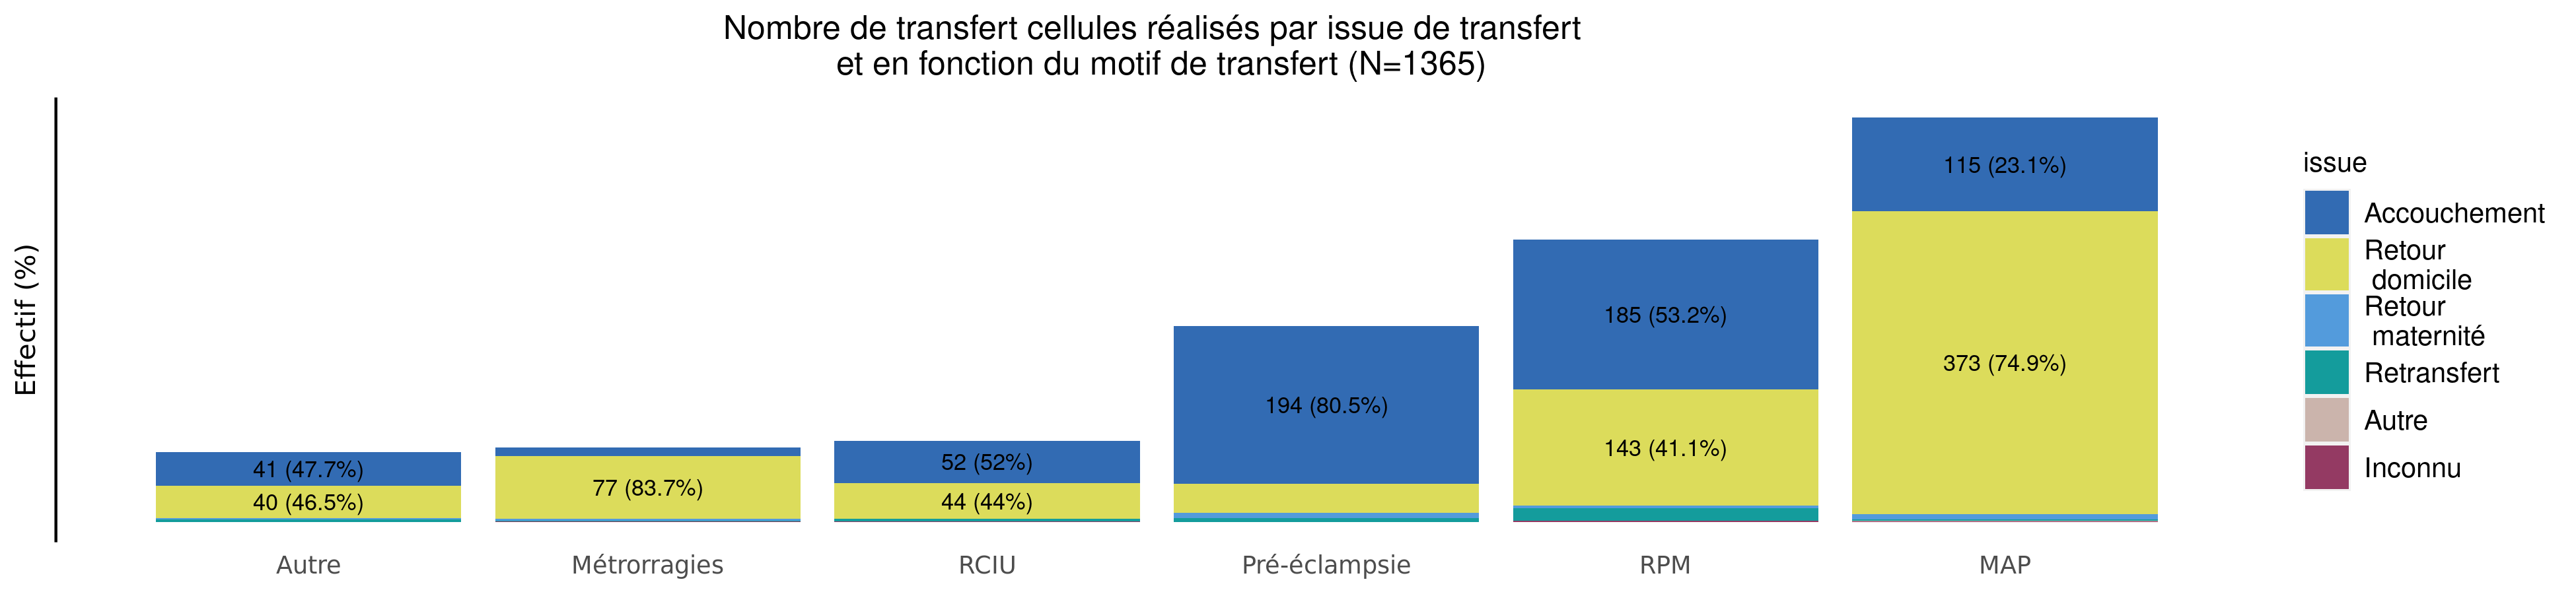 Nombre de transfert cellules réalisés par issue de transfert
et en fonction du motif de transfert (N=1365)
Effectif (%)
41 (47.7%)
40 (46.5%)
77 (83.7%)
52 (52%)
44 (44%)
194 (80.5%)
185 (53.2%)
143 (41.1%)
115 (23.1%)
373 (74.9%)
Autre
Métrorragies
RCIU
Pré-éclampsie
RPM
MAP
issue
Accouchement
Retour
domicile
Retour
maternité
Retransfert
Autre
Inconnu